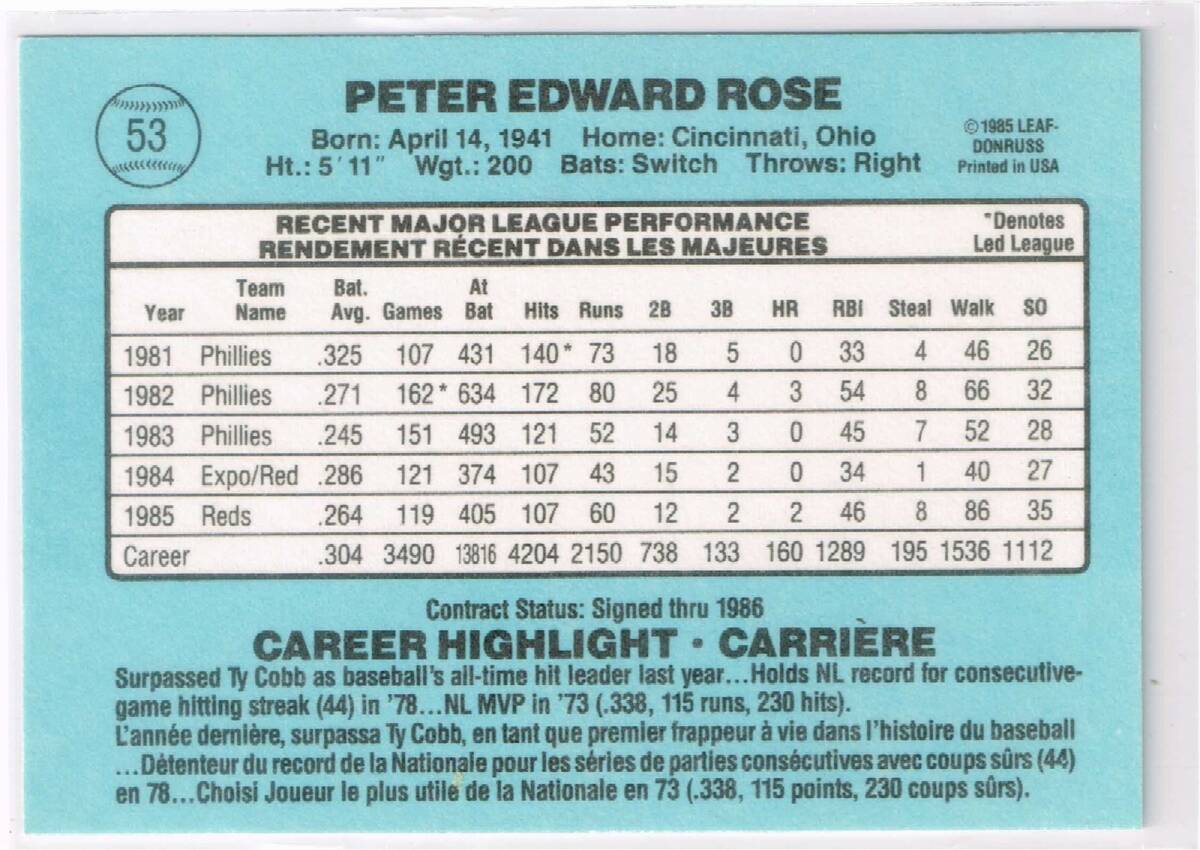 PETER EDWARD ROSE
53
Born: April 14, 1941 Home: Cincinnati, Ohio
Ht.: 5' 11" Wgt.: 200 Bats: Switch Throws: Right
©1985 LEAF-
DONRUSS
Printed in USA
RECENT MAJOR LEAGUE PERFORMANCE
RENDEMENT RÉCENT DANS LES MAJEURES
*Denotes
Led League
Year Team Name Bat. Avg. Games At Bat Hits Runs 2B 3B HR RBI Steal Walk SO
1981 Phillies .325 107 431 140* 73 18 5 0 33 4 46 26
1982 Phillies .271 162* 634 172 80 25 4 3 54 8 66 32
1983 Phillies .245 151 493 121 52 14 3 0 45 7 52 28
1984 Expo/Red .286 121 374 107 43 15 2 0 34 1 40 27
1985 Reds .264 119 405 107 60 12 2 2 46 8 86 35
Career .304 3490 13816 4204 2150 738 133 160 1289 195 1536 1112
Contract Status: Signed thru 1986
CAREER HIGHLIGHT · CARRIÈRE
Surpassed Ty Cobb as baseball's all-time hit leader last year...Holds NL record for consecutive-
game hitting streak (44) in '78...NL MVP in '73 (.338, 115 runs, 230 hits).
L'année dernière, surpassa Ty Cobb, en tant que premier frappeur à vie dans l'histoire du baseball
...Détenteur du record de la Nationale pour les séries de parties consécutives avec coups sûrs (44)
en 78...Choisi Joueur le plus utile de la Nationale en 73 (.338, 115 points, 230 coups sûrs).